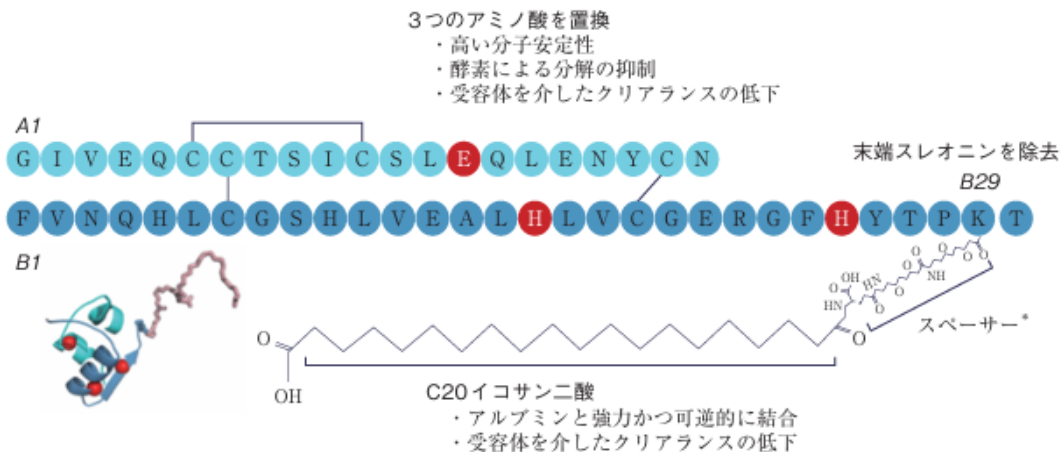 3つのアミノ酸を置換
・高い分子安定性
・酵素による分解の抑制
・受容体を介したクリアランスの低下
A1
G I V E Q C C T S I C S L E Q L E N Y C N
末端スレオニンを除去
B29
F V N Q H L C G S H L V E A L H L V C G E R G F H Y T P K T
B1
O
OH
O
OH
HN
O
HN
O
O
O
O
NH
O
O
O
O
スペーサー*
C20イコサン二酸
・アルブミンと強力かつ可逆的に結合
・受容体を介したクリアランスの低下